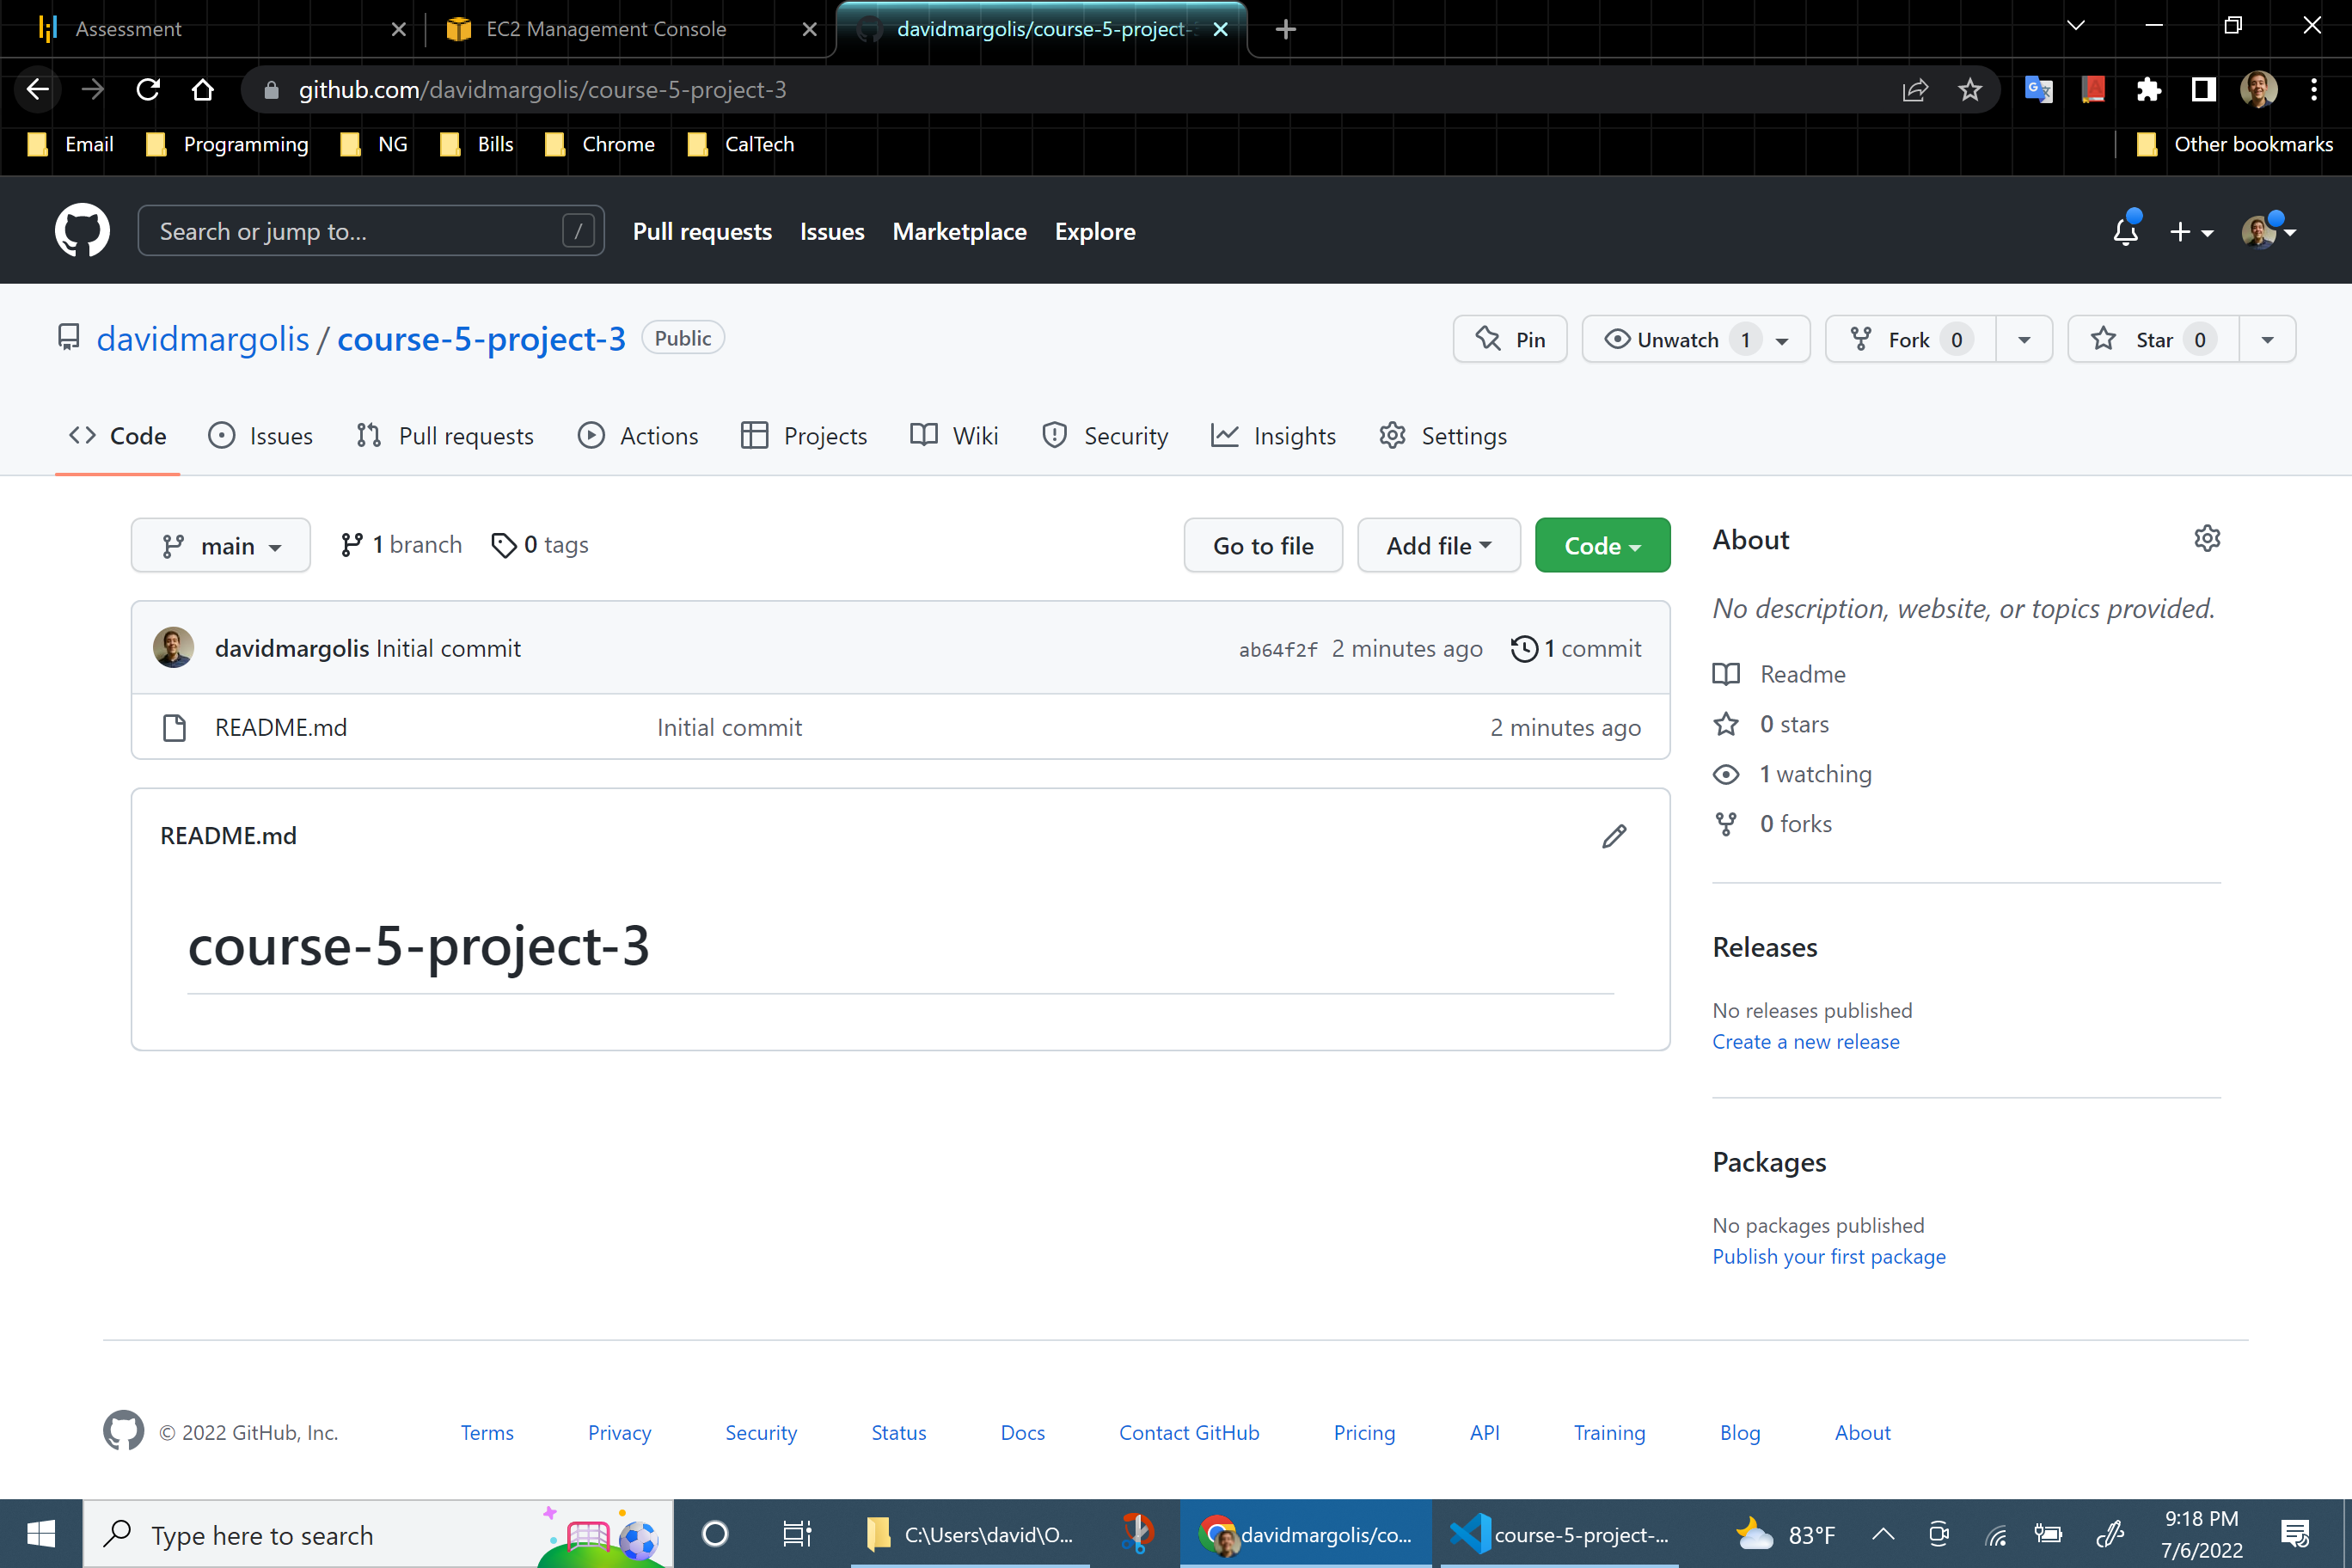 Assessment
EC2 Management Console
davidmargolis/course-5-project-
github.com/davidmargolis/course-5-project-3
Email
Programming
NG
Bills
Chrome
CalTech
Other bookmarks
Search or jump to...
/
Pull requests
Issues
Marketplace
Explore
davidmargolis / course-5-project-3
Public
Pin
Unwatch 1
Fork 0
Star 0
Code
Issues
Pull requests
Actions
Projects
Wiki
Security
Insights
Settings
main
1 branch
0 tags
Go to file
Add file
Code
davidmargolis Initial commit
ab64f2f 2 minutes ago
1 commit
README.md
Initial commit
2 minutes ago
README.md
course-5-project-3
About
No description, website, or topics provided.
Readme
0 stars
1 watching
0 forks
Releases
No releases published
Create a new release
Packages
No packages published
Publish your first package
© 2022 GitHub, Inc.
Terms
Privacy
Security
Status
Docs
Contact GitHub
Pricing
API
Training
Blog
About
Type here to search
C:\Users\david\O...
davidmargolis/co...
course-5-project-...
83°F
9:18 PM
7/6/2022